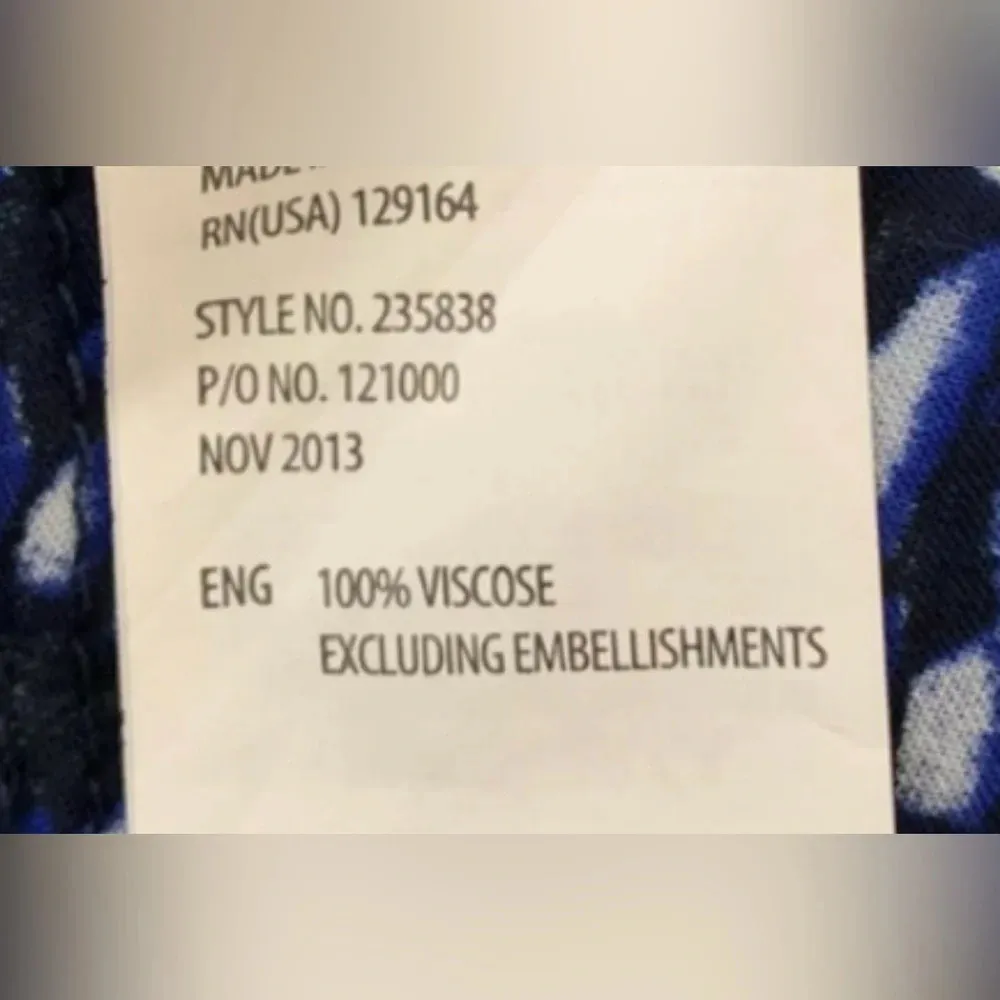 RN(USA) 129164
STYLE NO. 235838
P/O NO. 121000
NOV 2013
ENG 100% VISCOSE
EXCLUDING EMBELLISHMENTS